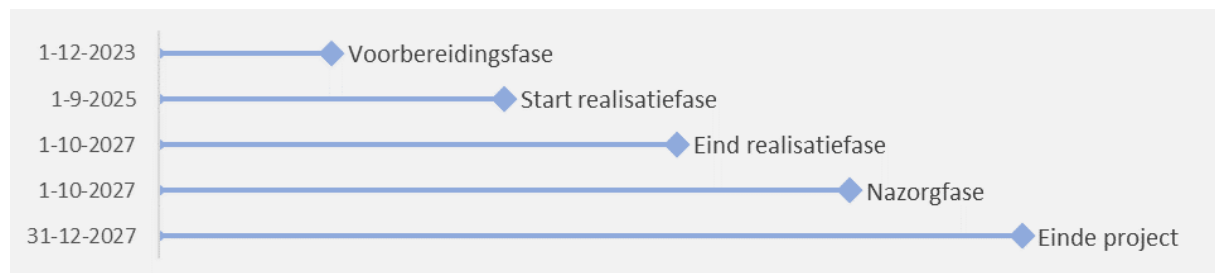 1-12-2023 Voorbereidingsfase
1-9-2025 Start realisatiefase
1-10-2027 Eind realisatiefase
1-10-2027 Nazorgfase
31-12-2027 Einde project